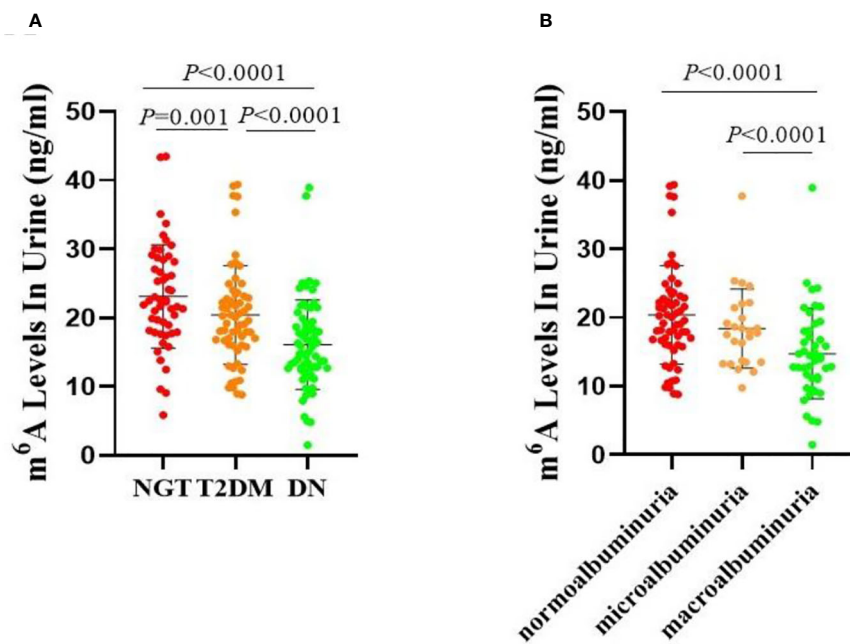 A
P<0.0001
P=0.001 P<0.0001
m⁶A Levels In Urine (ng/ml)
50
40
30
20
10
0
NGT T2DM DN
B
P<0.0001
P<0.0001
m⁶A Levels In Urine (ng/ml)
50
40
30
20
10
0
normoalbuminuria
microalbuminuria
macroalbuminuria